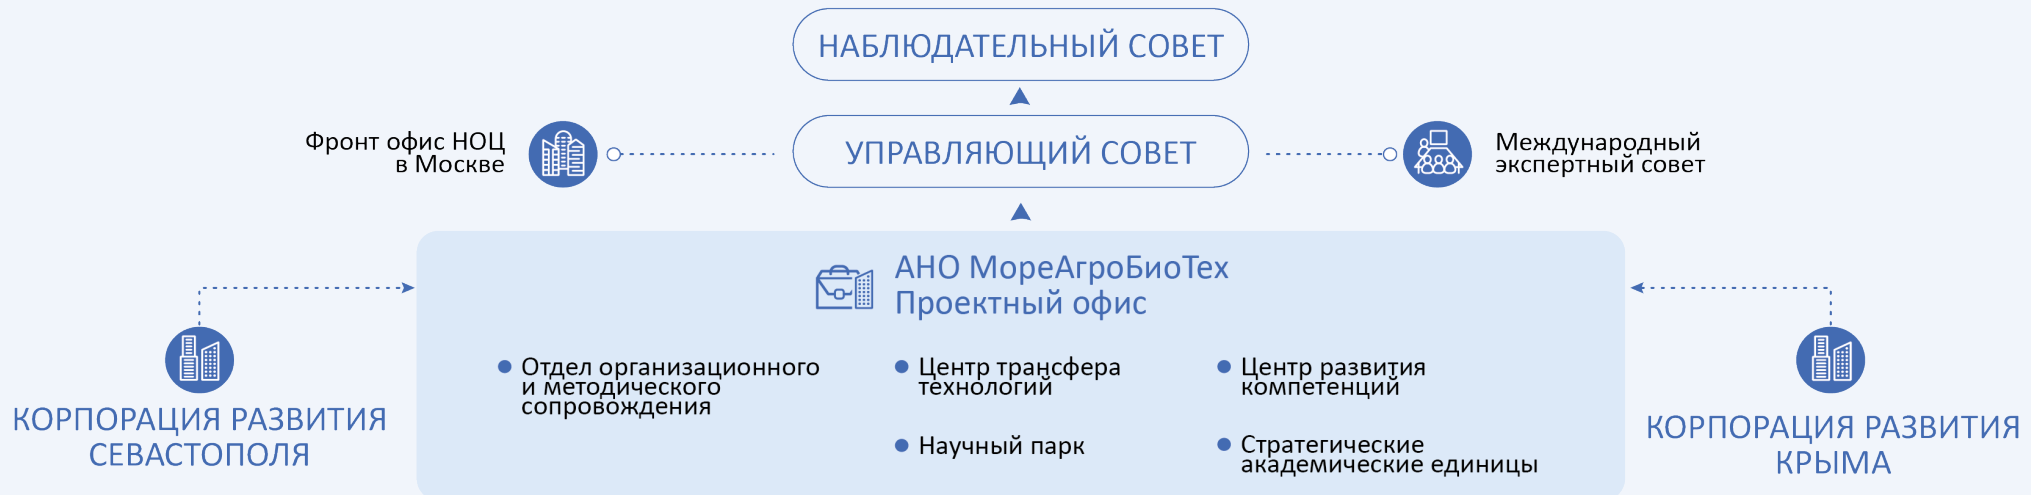 НАБЛЮДАТЕЛЬНЫЙ СОВЕТ
Фронт офис НОЦ
в Москве
УПРАВЛЯЮЩИЙ СОВЕТ
Международный
экспертный совет
АНО МореАгроБиоТех
Проектный офис
Отдел организационного
и методического
сопровождения
Центр трансфера
технологий
Центр развития
компетенций
Научный парк
Стратегические
академические единицы
КОРПОРАЦИЯ РАЗВИТИЯ
СЕВАСТОПОЛЯ
КОРПОРАЦИЯ РАЗВИТИЯ
КРЫМА